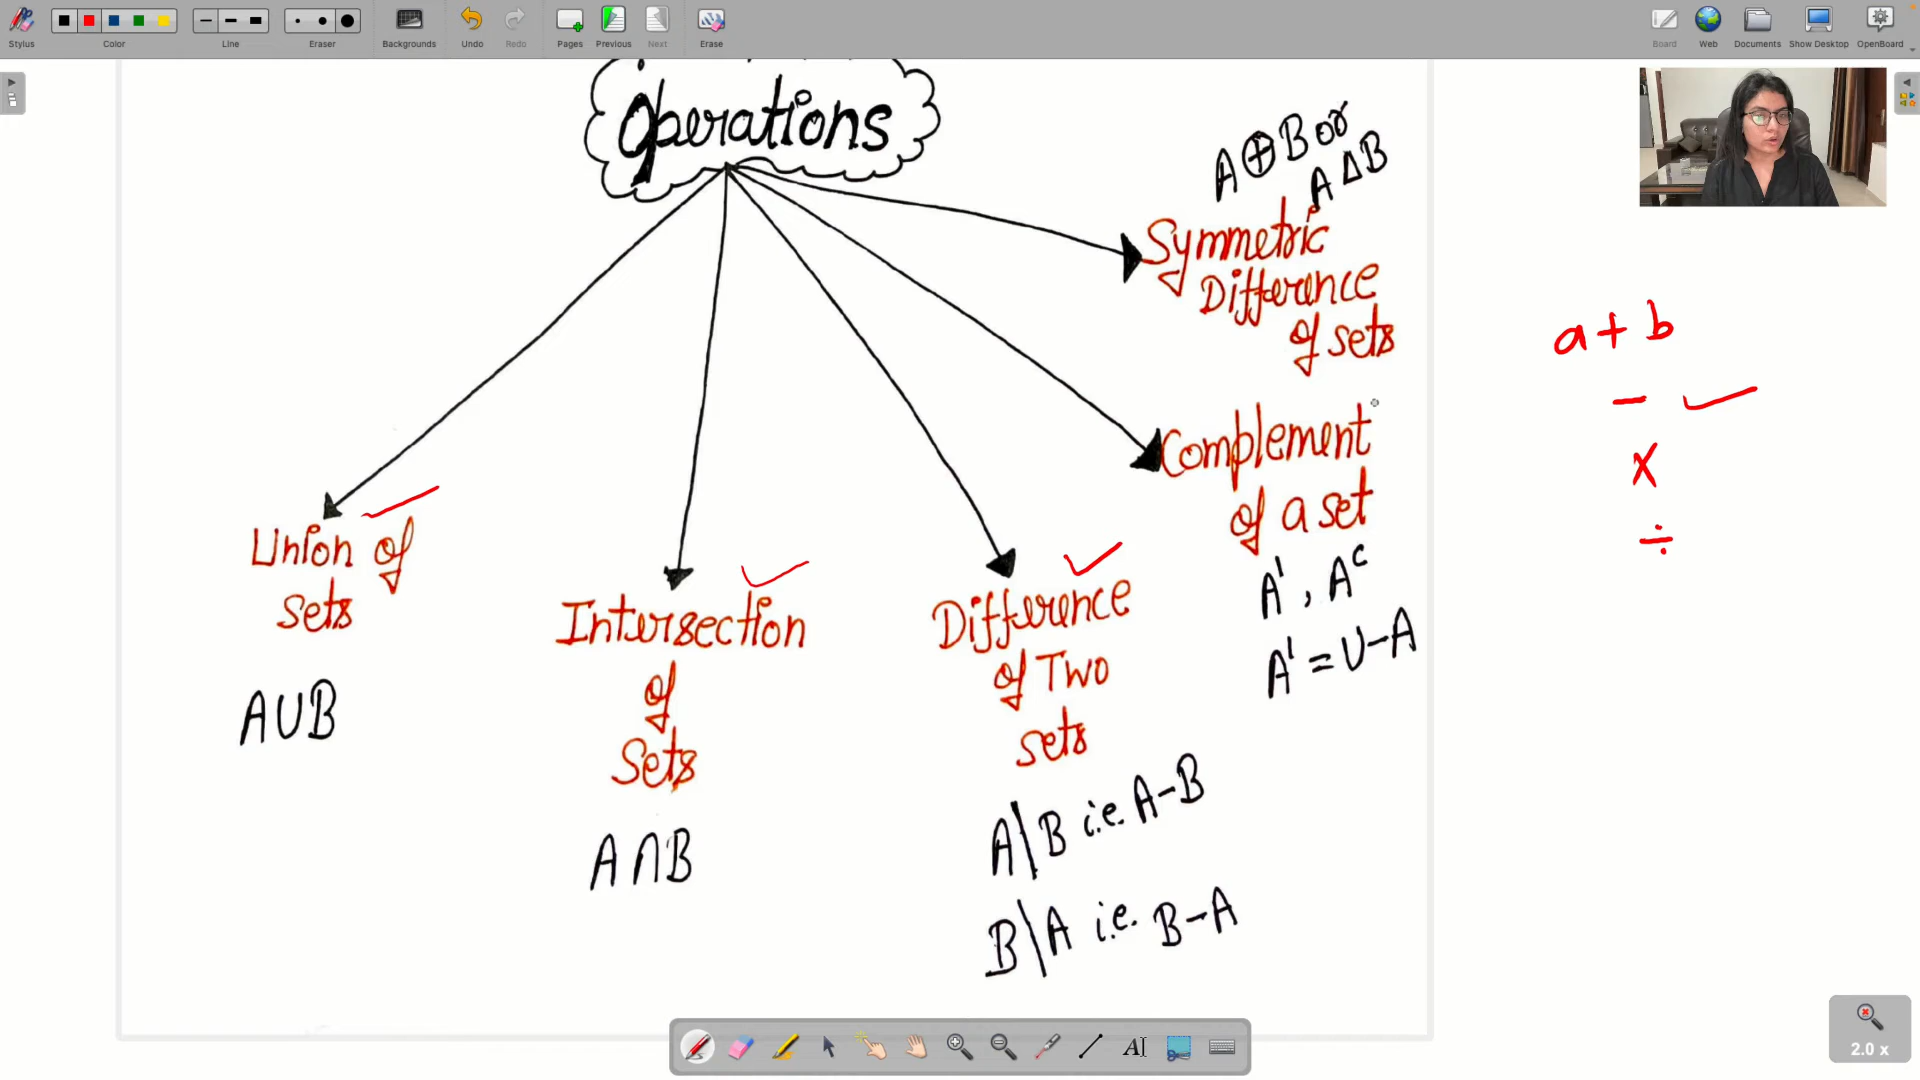 Stylus
Color
Line
Eraser
Backgrounds
Undo
Redo
Pages
Previous
Next
Erase
Board
Web
Documents
Show Desktop
OpenBoard
operations
A⊕B or
A Δ B
Symmetric
Difference
of sets
a + b
− ✓
×
÷
Complement
of a set
A', Aᶜ
A' = U-A
Union of
sets
A∪B
Intersection
of
Sets
A∩B
Difference
of Two
sets
A\B i.e. A-B
B\A i.e. B-A
AI
2.0 x